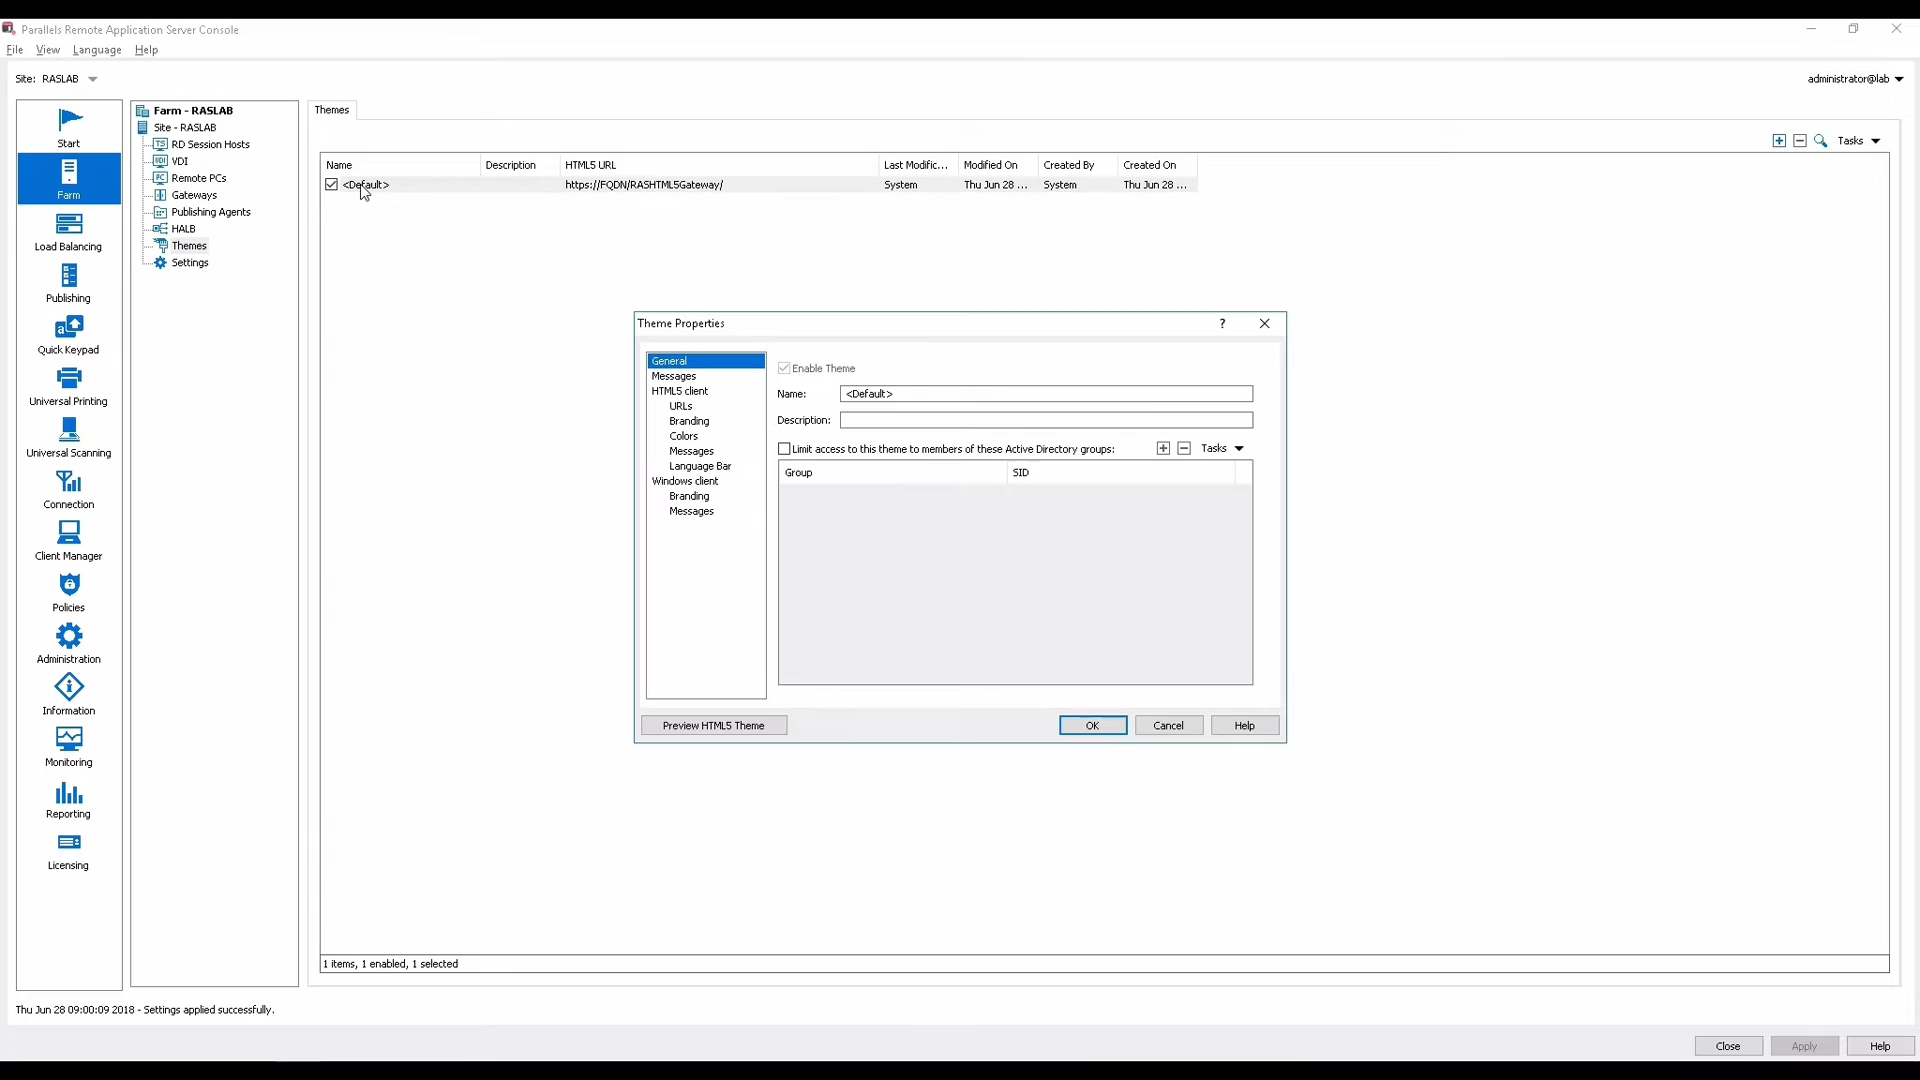 Parallels Remote Application Server Console
File View Language Help
Site: RASLAB
administrator@lab
Start
Farm
Load Balancing
Publishing
Quick Keypad
Universal Printing
Universal Scanning
Connection
Client Manager
Policies
Administration
Information
Monitoring
Reporting
Licensing
Farm - RASLAB
Site - RASLAB
TS RD Session Hosts
VDI VDI
PC Remote PCs
Gateways
Publishing Agents
HALB
Themes
Settings
Themes
Tasks
Name Description HTML5 URL Last Modific... Modified On Created By Created On
<Default> https://FQDN/RASHTML5Gateway/ System Thu Jun 28 ... System Thu Jun 28 ...
Theme Properties ?
General
Messages
HTML5 client
URLs
Branding
Colors
Messages
Language Bar
Windows client
Branding
Messages
Enable Theme
Name: <Default>
Description:
Limit access to this theme to members of these Active Directory groups: Tasks
Group SID
Preview HTML5 Theme OK Cancel Help
1 items, 1 enabled, 1 selected
Thu Jun 28 09:00:09 2018 - Settings applied successfully.
Close Apply Help